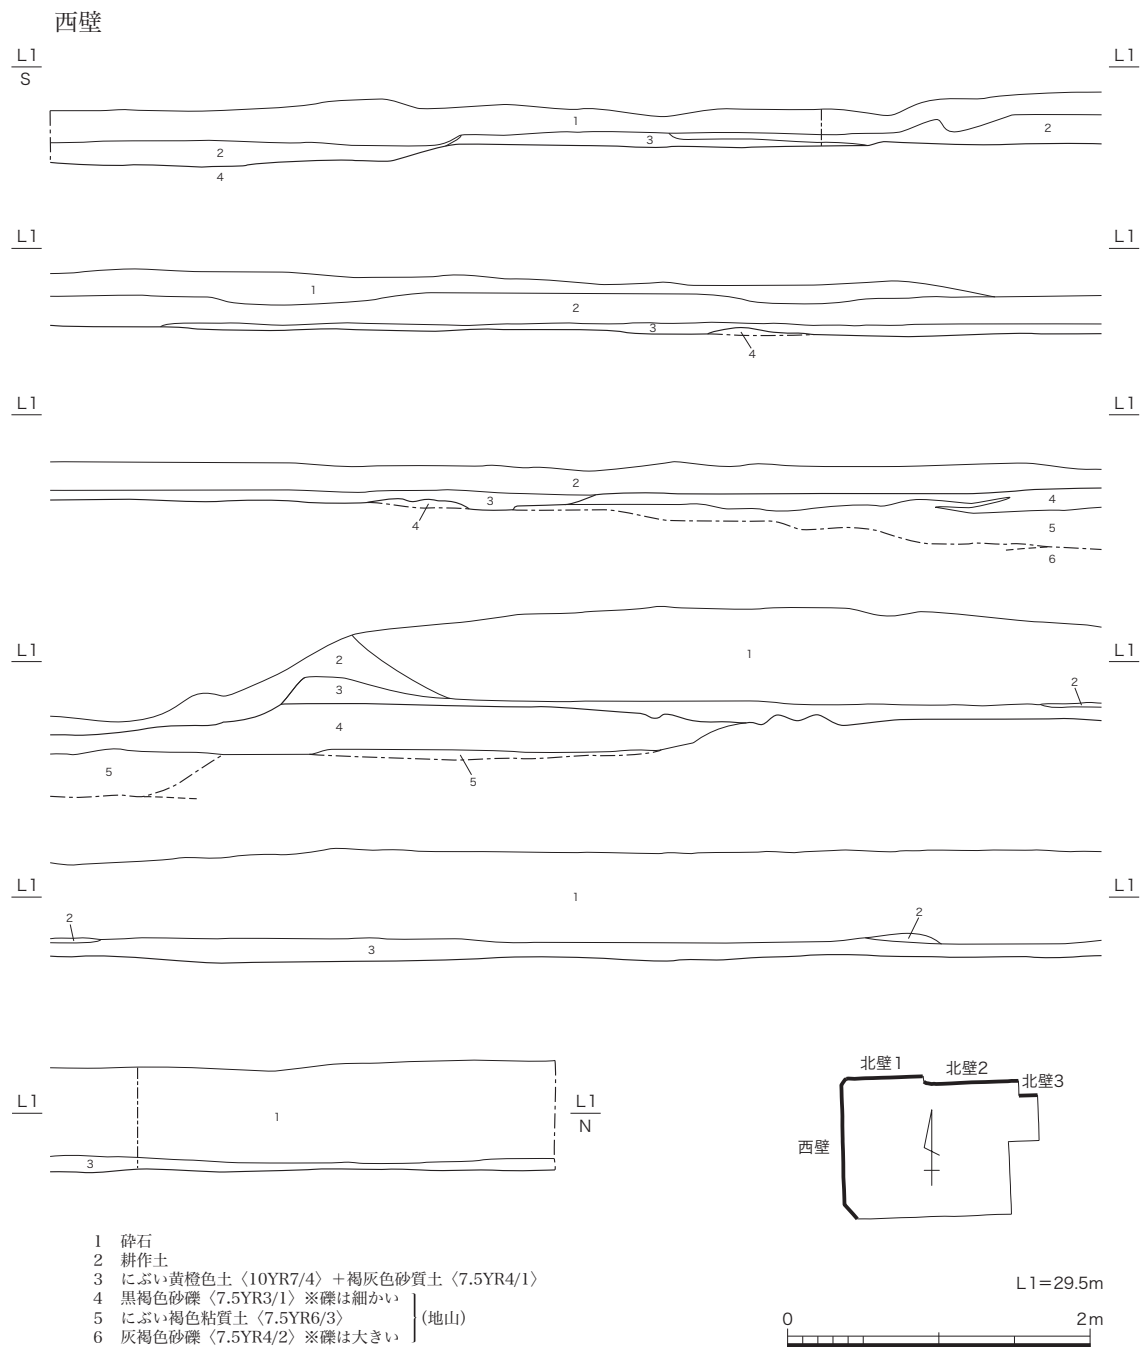 西壁
L1
S
L1
1
2
3
2
4
L1
L1
1
2
3
4
L1
L1
2
3
4
4
5
6
L1
L1
2
1
3
2
4
5
5
L1
L1
1
2
2
3
L1
L1
N
1
3
北壁1
北壁2
北壁3
西壁
1 砕石
2 耕作土
3 にぶい黄橙色土〈10YR7/4〉＋褐灰色砂質土〈7.5YR4/1〉
4 黒褐色砂礫〈7.5YR3/1〉※礫は細かい
5 にぶい褐色粘質土〈7.5YR6/3〉 (地山)
6 灰褐色砂礫〈7.5YR4/2〉※礫は大きい
L1＝29.5m
0 2m